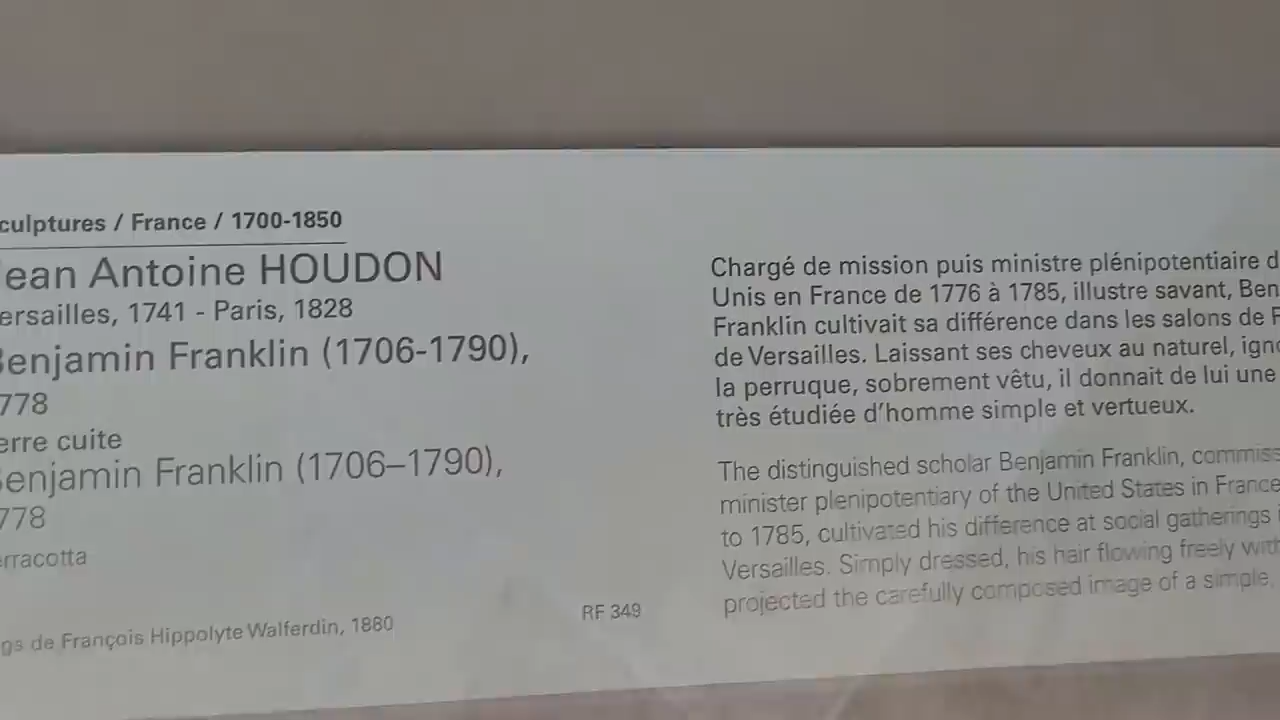 culptures / France / 1700-1850
ean Antoine HOUDON
ersailles, 1741 - Paris, 1828
enjamin Franklin (1706-1790),
778
erre cuite
enjamin Franklin (1706–1790),
778
rracotta
gs de François Hippolyte Walferdin, 1880
RF 349
Chargé de mission puis ministre plénipotentiaire d
Unis en France de 1776 à 1785, illustre savant, Ben
Franklin cultivait sa différence dans les salons de
de Versailles. Laissant ses cheveux au naturel, igno
la perruque, sobrement vêtu, il donnait de lui une
très étudiée d'homme simple et vertueux.
The distinguished scholar Benjamin Franklin, commiss
minister plenipotentiary of the United States in France
to 1785, cultivated his difference at social gatherings
Versailles. Simply dressed, his hair flowing freely with
projected the carefully composed image of a simple,